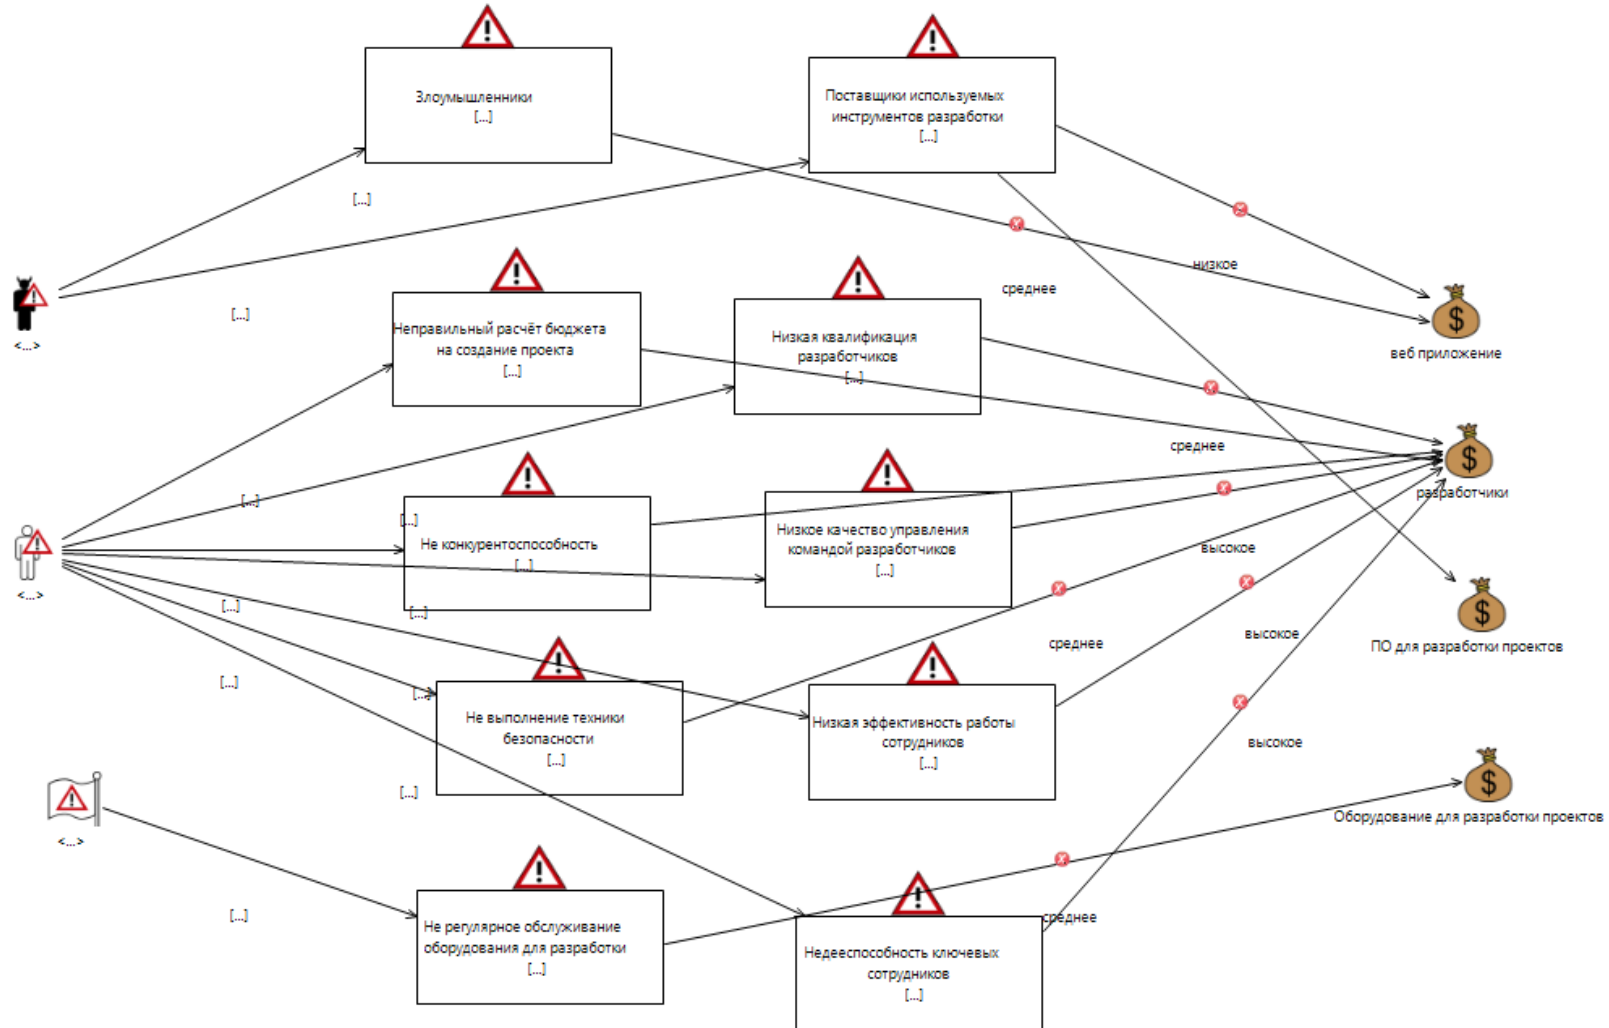 Злоумышленники
[...]
Поставщики используемых
инструментов разработки
[...]
[...]
низкое
среднее
[...]
<...>
веб приложение
Неправильный расчёт бюджета
на создание проекта
[...]
Низкая квалификация
разработчиков
[...]
среднее
разработчики
[...]
[...]
Не конкурентоспособность
[...]
Низкое качество управления
командой разработчиков
[...]
высокое
<...>
[...]
[...]
высокое
среднее
ПО для разработки проектов
[...]
[...]
Не выполнение техники
безопасности
[...]
Низкая эффективность работы
сотрудников
[...]
высокое
[...]
<...>
Оборудование для разработки проектов
[...]
Не регулярное обслуживание
оборудования для разработки
[...]
среднее
Недееспособность ключевых
сотрудников
[...]